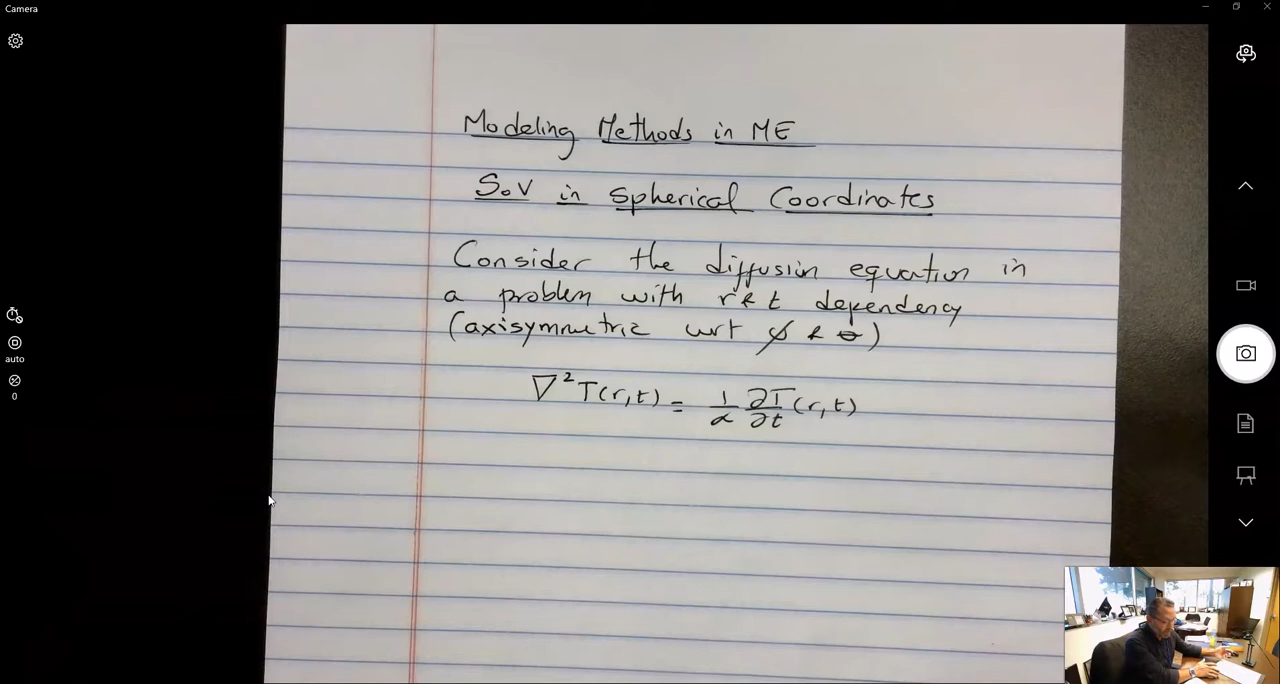 Camera
Modeling Methods in ME
SoV in Spherical Coordinates
Consider the diffusion equation in
a problem with r & t dependency
(axisymmetric wrt ϕ & θ)
∇²T(r,t) = 1/α ∂T/∂t (r,t)
auto
0